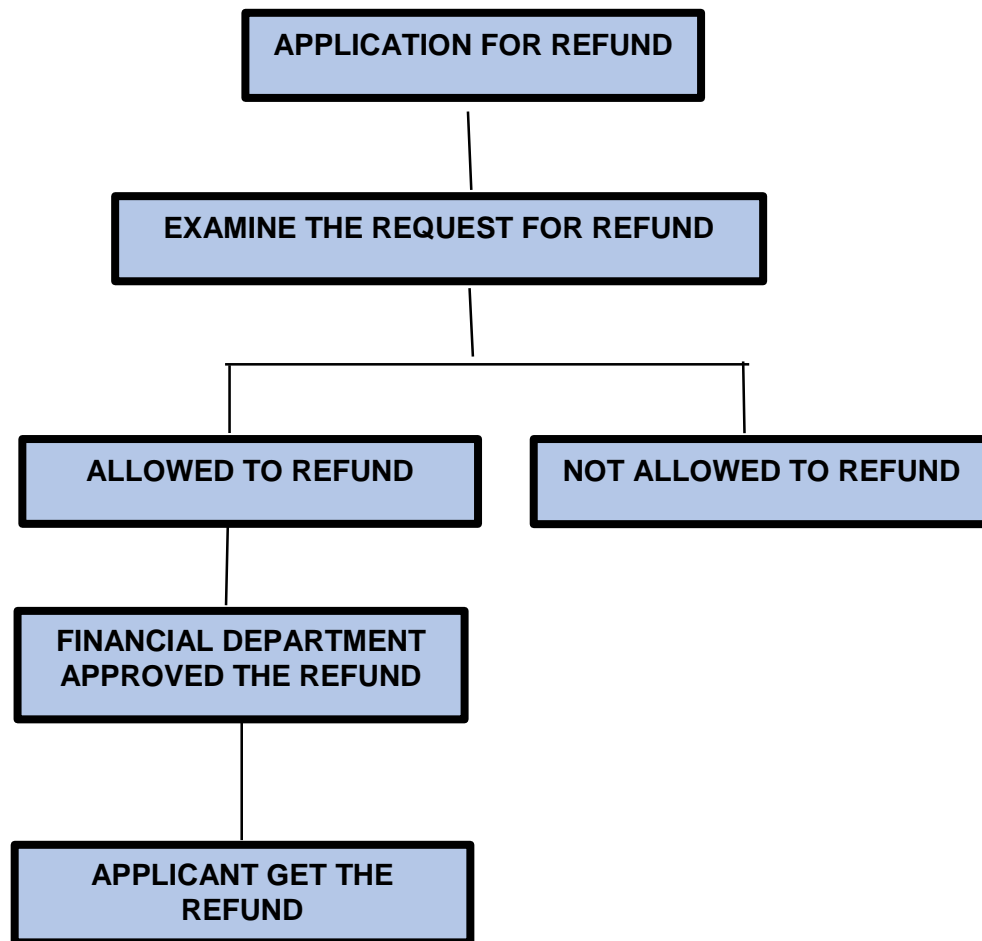 APPLICATION FOR REFUND
EXAMINE THE REQUEST FOR REFUND
ALLOWED TO REFUND
NOT ALLOWED TO REFUND
FINANCIAL DEPARTMENT
APPROVED THE REFUND
APPLICANT GET THE
REFUND